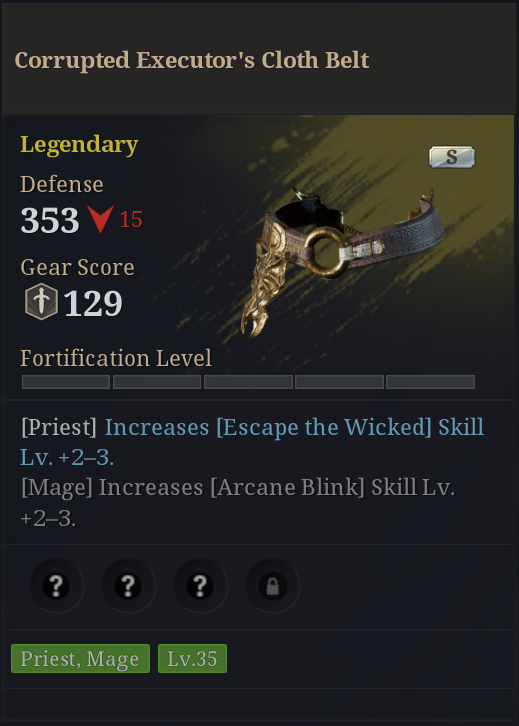 Corrupted Executor's Cloth Belt
Legendary
S
Defense
353 15
Gear Score
129
Fortification Level
[Priest] Increases [Escape the Wicked] Skill
Lv. +2–3.
[Mage] Increases [Arcane Blink] Skill Lv.
+2–3.
? ? ?
Priest, Mage Lv.35